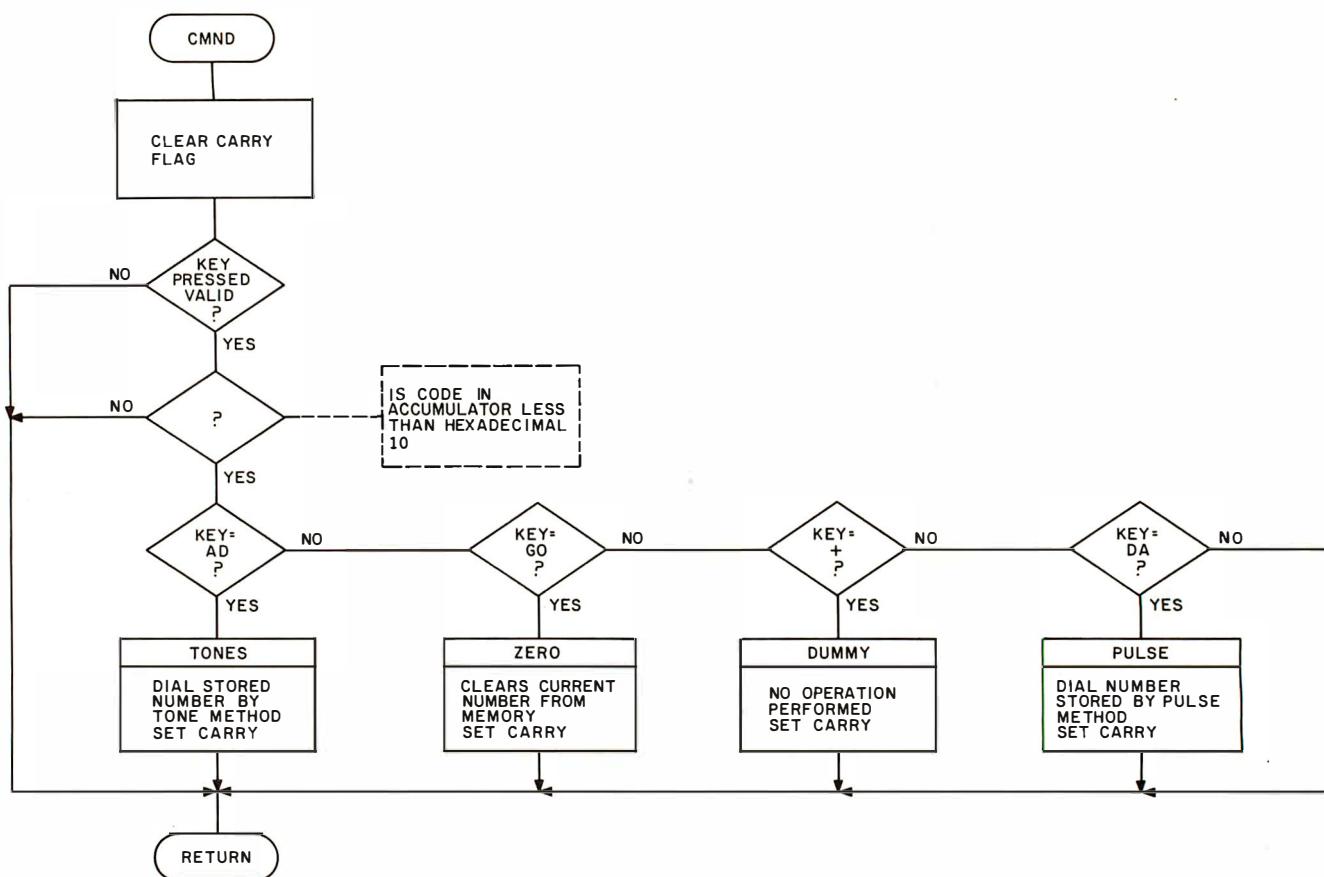 CMND
CLEAR CARRY
FLAG
KEY
PRESSED
VALID
?
NO
YES
?
NO
YES
IS CODE IN
ACCUMULATOR LESS
THAN HEXADECIMAL
10
KEY=
AD
?
NO
YES
KEY=
GO
?
NO
YES
KEY=
+
?
NO
YES
KEY=
DA
?
NO
YES
TONES
DIAL STORED
NUMBER BY
TONE METHOD
SET CARRY
ZERO
CLEARS CURRENT
NUMBER FROM
MEMORY
SET CARRY
DUMMY
NO OPERATION
PERFORMED
SET CARRY
PULSE
DIAL NUMBER
STORED BY PULSE
METHOD
SET CARRY
RETURN